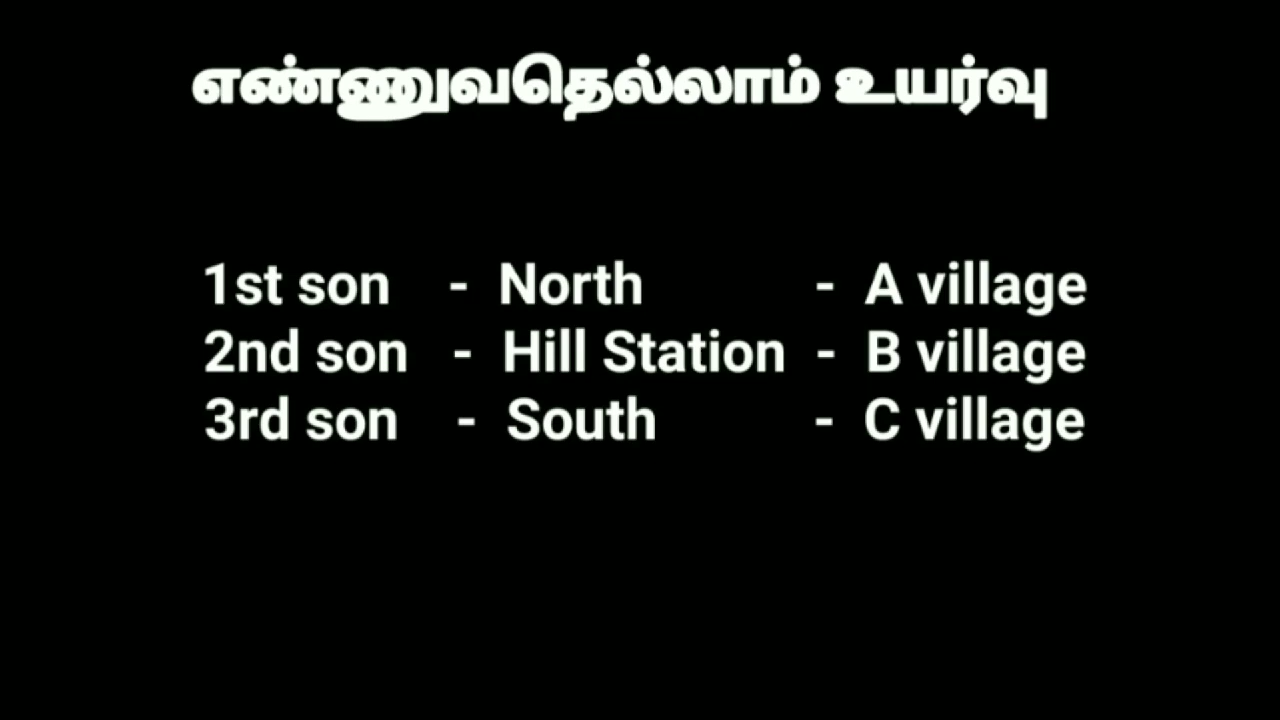 எண்ணுவதெல்லாம் உயர்வு
1st son - North - A village
2nd son - Hill Station - B village
3rd son - South - C village